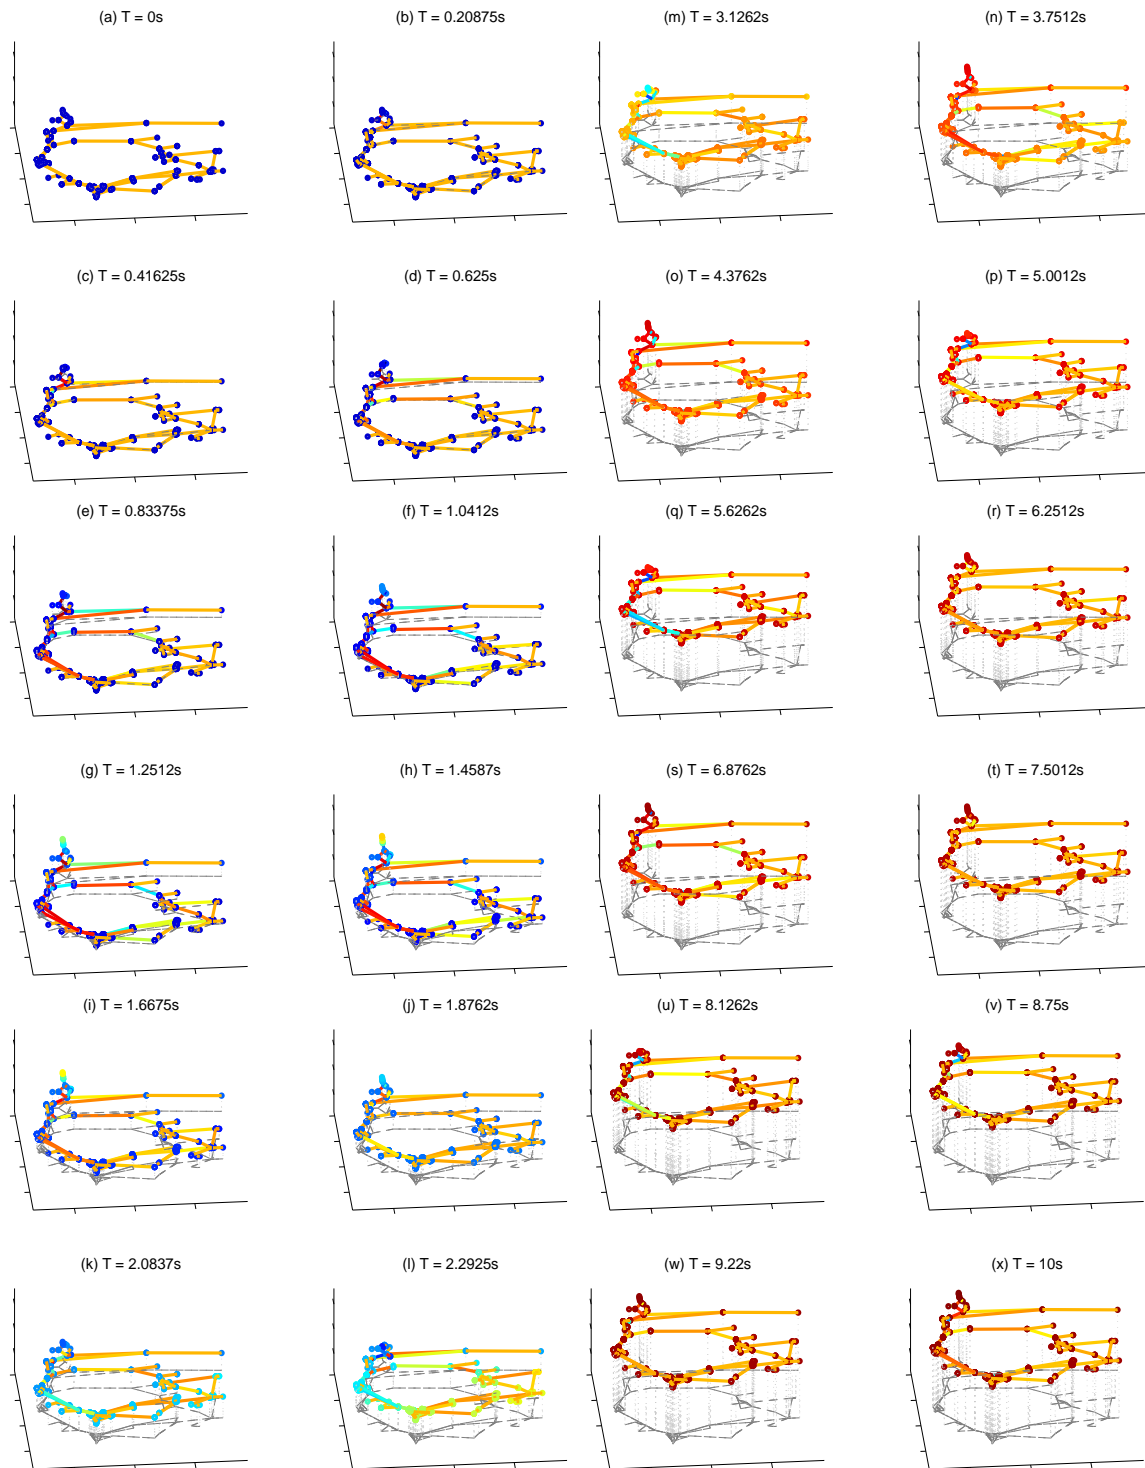 (a) T = 0s
(b) T = 0.20875s
(m) T = 3.1262s
(n) T = 3.7512s
(c) T = 0.41625s
(d) T = 0.625s
(o) T = 4.3762s
(p) T = 5.0012s
(e) T = 0.83375s
(f) T = 1.0412s
(q) T = 5.6262s
(r) T = 6.2512s
(g) T = 1.2512s
(h) T = 1.4587s
(s) T = 6.8762s
(t) T = 7.5012s
(i) T = 1.6675s
(j) T = 1.8762s
(u) T = 8.1262s
(v) T = 8.75s
(k) T = 2.0837s
(l) T = 2.2925s
(w) T = 9.22s
(x) T = 10s